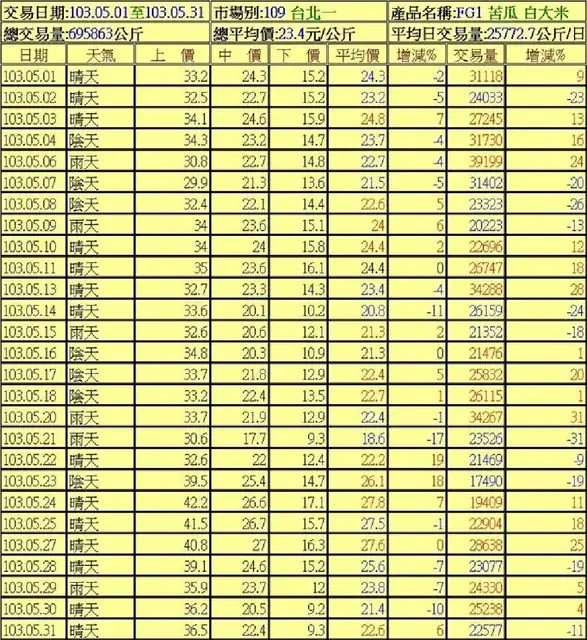 交易日期:103.05.01至103.05.31 市場別:109 台北一 產品名稱:FG1 苦瓜 白大米
總交易量:695863公斤 總平均價:23.4元/公斤 平均日交易量:25772.7公斤/日
日期 天氣 上 價 中 價 下 價 平均價 增減% 交易量 增減%
103.05.01 晴天 33.2 24.3 15.2 24.3 -2 31118 9
103.05.02 晴天 32.5 22.7 15.2 23.2 -5 24033 -23
103.05.03 晴天 34.1 24.6 15.9 24.8 7 27245 13
103.05.04 陰天 34.3 23.2 14.7 23.7 -4 31730 16
103.05.06 雨天 30.8 22.7 14.8 22.7 -4 39199 24
103.05.07 陰天 29.9 21.3 13.6 21.5 -5 31402 -20
103.05.08 陰天 32.4 22.1 14.4 22.6 5 23323 -26
103.05.09 雨天 34 23.6 15.1 24 6 20223 -13
103.05.10 晴天 34 24 15.8 24.4 2 22696 12
103.05.11 晴天 35 23.6 16.1 24.4 0 26747 18
103.05.13 晴天 32.7 23.3 14.3 23.4 -4 34288 28
103.05.14 晴天 33.6 20.1 10.2 20.8 -11 26159 -24
103.05.15 雨天 32.6 20.6 12.1 21.3 2 21352 -18
103.05.16 陰天 34.8 20.3 10.9 21.3 0 21476 1
103.05.17 陰天 33.7 21.8 12.9 22.4 5 25832 20
103.05.18 陰天 33.2 22.4 13.5 22.7 1 26115 1
103.05.20 雨天 33.7 21.9 12.9 22.4 -1 34267 31
103.05.21 雨天 30.6 17.7 9.3 18.6 -17 23526 -31
103.05.22 晴天 32.6 22 12.4 22.2 19 21469 -9
103.05.23 陰天 39.5 25.4 14.7 26.1 18 17490 -19
103.05.24 晴天 42.2 26.6 17.1 27.8 7 19409 11
103.05.25 晴天 41.5 26.7 15.7 27.5 -1 22904 18
103.05.27 晴天 40.8 27 16.3 27.6 0 28638 25
103.05.28 晴天 39.1 24.6 15.2 25.6 -7 23077 -19
103.05.29 雨天 35.9 23.7 12 23.8 -7 24330 5
103.05.30 晴天 36.2 20.5 9.2 21.4 -10 25238 4
103.05.31 晴天 36.5 22.4 9.3 22.6 6 22577 -11